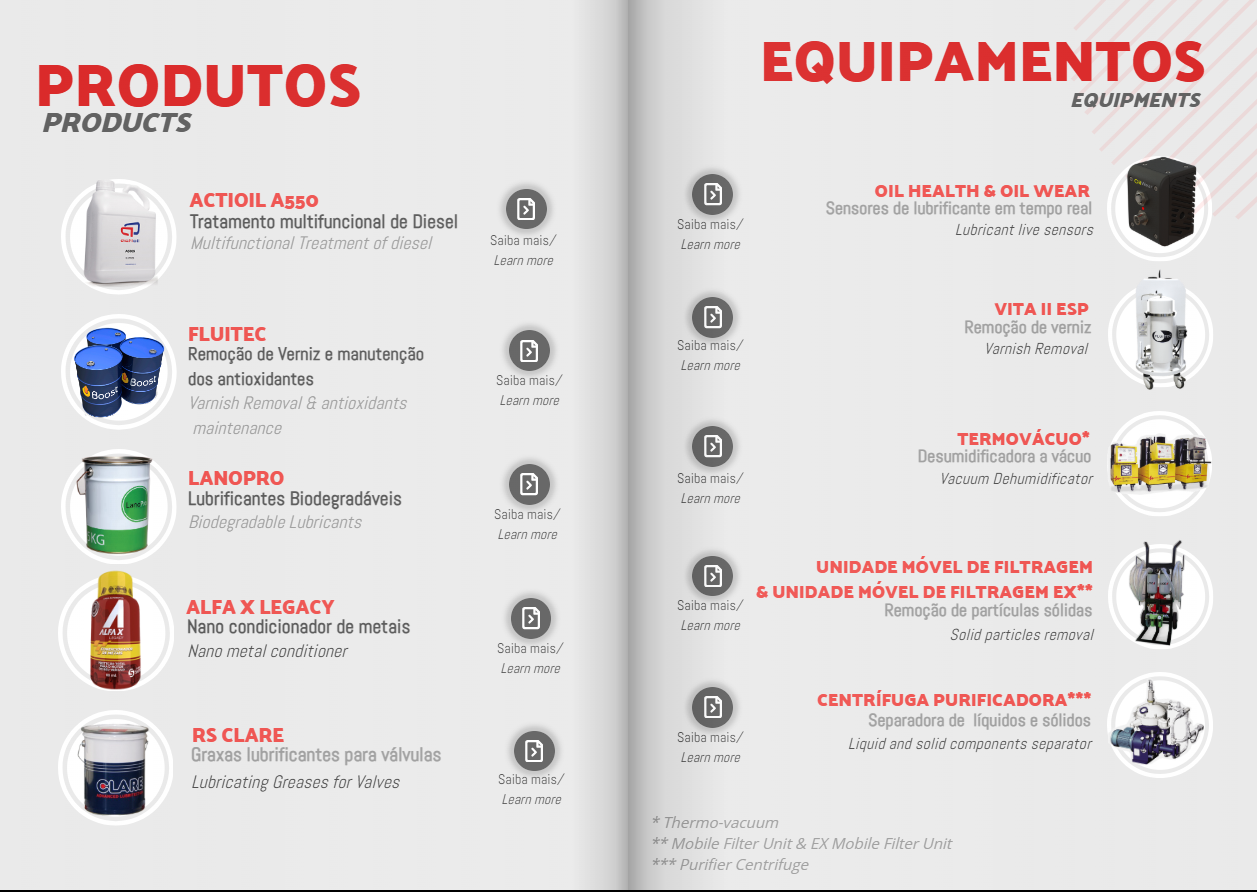 PRODUTOS
PRODUCTS
ACTIOIL A550
Tratamento multifuncional de Diesel
Multifunctional Treatment of diesel
Saiba mais/
Learn more
FLUITEC
Remoção de Verniz e manutenção
dos antioxidantes
Varnish Removal & antioxidants
maintenance
Boost
Boost
Saiba mais/
Learn more
LANOPRO
Lubrificantes Biodegradáveis
Biodegradable Lubricants
KG
Saiba mais/
Learn more
ALFA X LEGACY
Nano condicionador de metais
Nano metal conditioner
ALFA X
Saiba mais/
Learn more
RS CLARE
Graxas lubrificantes para válvulas
Lubricating Greases for Valves
CLARE
Saiba mais/
Learn more
EQUIPAMENTOS
EQUIPMENTS
OIL HEALTH & OIL WEAR
Sensores de lubrificante em tempo real
Lubricant live sensors
Saiba mais/
Learn more
VITA II ESP
Remoção de verniz
Varnish Removal
Saiba mais/
Learn more
TERMOVÁCUO*
Desumidificadora a vácuo
Vacuum Dehumidificator
Saiba mais/
Learn more
UNIDADE MÓVEL DE FILTRAGEM
& UNIDADE MÓVEL DE FILTRAGEM EX**
Remoção de partículas sólidas
Solid particles removal
Saiba mais/
Learn more
CENTRÍFUGA PURIFICADORA***
Separadora de líquidos e sólidos
Liquid and solid components separator
Saiba mais/
Learn more
* Thermo-vacuum
** Mobile Filter Unit & EX Mobile Filter Unit
*** Purifier Centrifuge